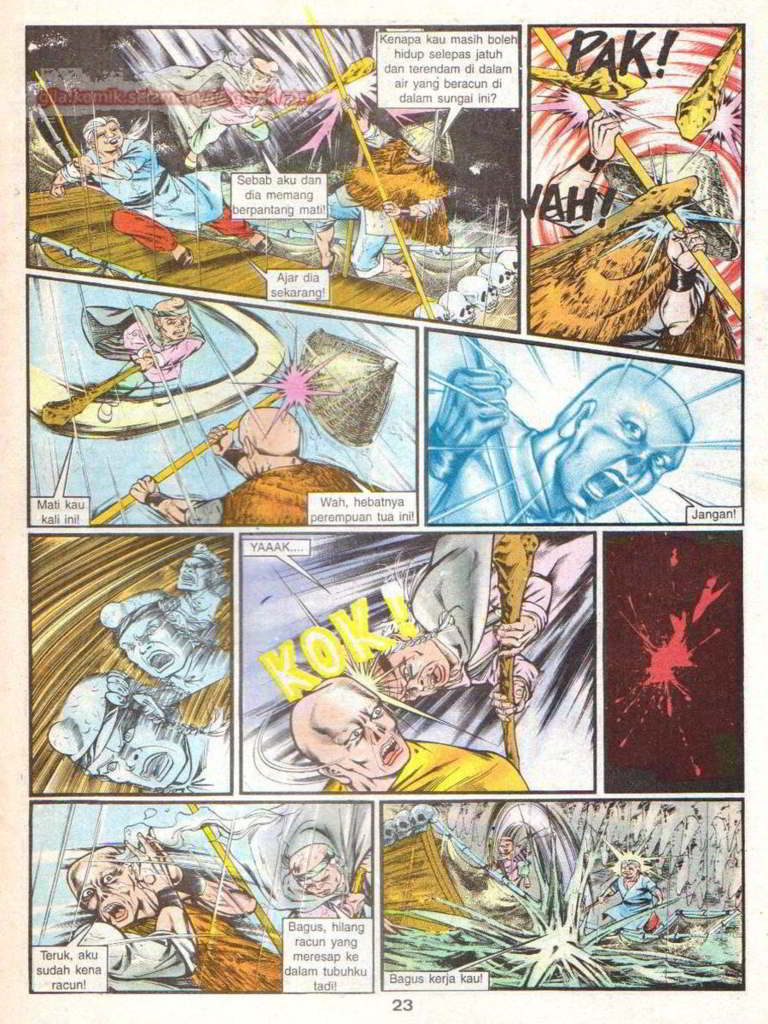 Kenapa kau masih boleh
hidup selepas jatuh
dan terendam di dalam
air yang beracun di
dalam sungai ini?
Sebab aku dan
dia memang
berpantang mati!
Ajar dia
sekarang!
PAK!
WAH!
Mati kau
kali ini!
Wah, hebatnya
perempuan tua ini!
Jangan!
YAAAK....
KOK!
Teruk, aku
sudah kena
racun!
Bagus, hilang
racun yang
meresap ke
dalam tubuhku
tadi!
Bagus kerja kau!
23